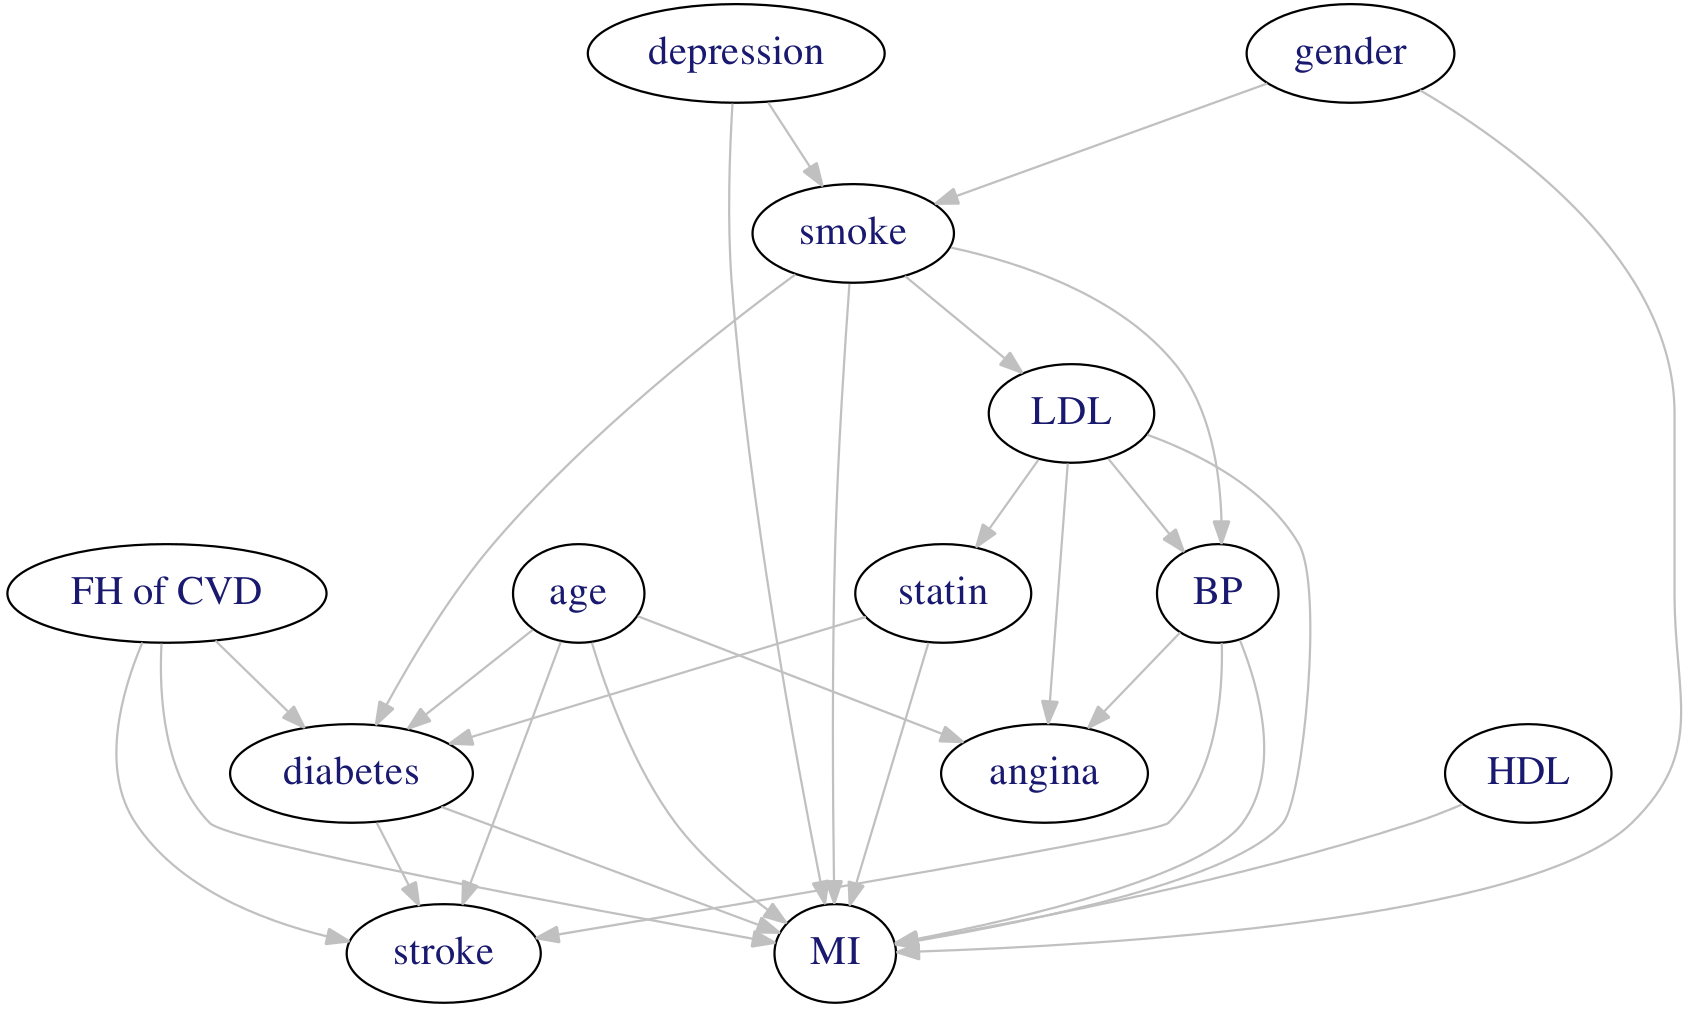 depression
gender
smoke
LDL
FH of CVD
age
statin
BP
diabetes
angina
HDL
stroke
MI